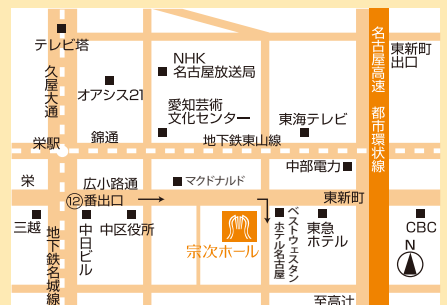 テレビ塔
NHK
名古屋放送局
東新町
出口
名古屋高速 都市環状線
久屋大通
オアシス21
愛知芸術
文化センター
東海テレビ
栄駅
錦通
地下鉄東山線
中部電力
栄
広小路通
マクドナルド
⑫番出口
東新町
三越
中日ビル
中区役所
宗次ホール
ベストウェスタン
ホテル名古屋
東急
ホテル
CBC
N
地下鉄名城線
至高辻